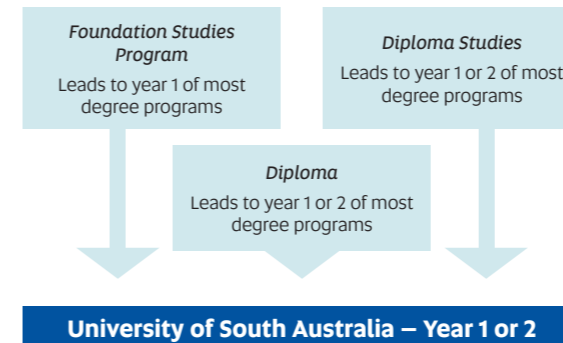 Foundation Studies
Program
Leads to year 1 of most
degree programs
Diploma Studies
Leads to year 1 or 2 of most
degree programs
Diploma
Leads to year 1 or 2 of most
degree programs
University of South Australia – Year 1 or 2